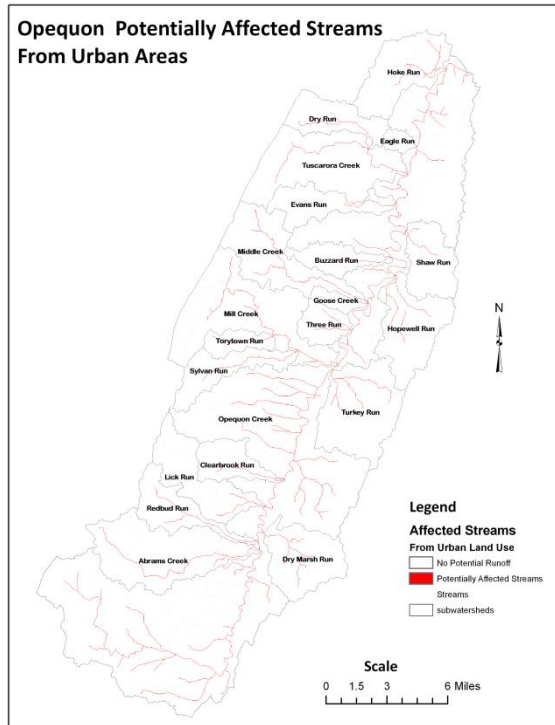 Opequon Potentially Affected Streams
From Urban Areas
Hoke Run
Dry Run
Eagle Run
Tuscarora Creek
Evans Run
Middle Creek
Buzzard Run
Shaw Run
Goose Creek
Mill Creek
Three Run
Hopewell Run
N
Torytown Run
Sylvan Run
Turkey Run
Opequon Creek
Clearbrook Run
Lick Run
Redbud Run
Abrams Creek
Dry Marsh Run
Legend
Affected Streams
From Urban Land Use
No Potential Runoff
Potentially Affected Streams
Streams
subwatersheds
Scale
0 1.5 3 6 Miles